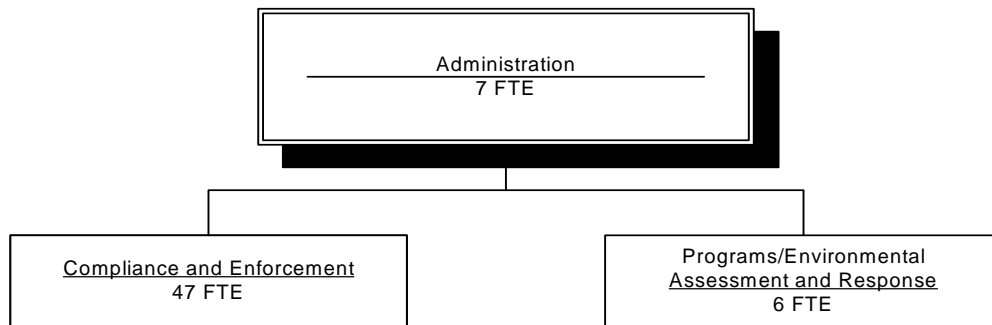 Administration
7 FTE
Compliance and Enforcement
47 FTE
Programs/Environmental
Assessment and Response
6 FTE